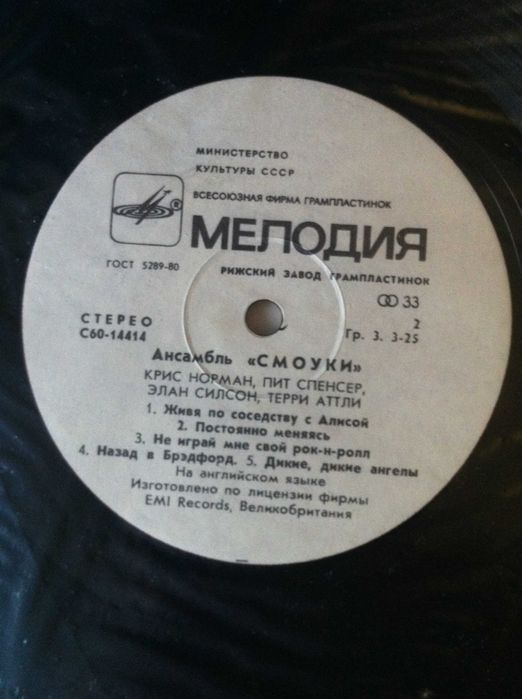 МИНИСТЕРСТВО
КУЛЬТУРЫ СССР
ВСЕСОЮЗНАЯ ФИРМА ГРАМПЛАСТИНОК
®
МЕЛОДИЯ
ГОСТ 5289-80
РИЖСКИЙ ЗАВОД ГРАМПЛАСТИНОК
33
СТЕРЕО
2
С60-14414
Гр. 3. 3-25
Ансамбль «СМОУКИ»
КРИС НОРМАН, ПИТ СПЕНСЕР,
ЭЛАН СИЛСОН, ТЕРРИ АТТЛИ
1. Живя по соседству с Алисой
2. Постоянно меняясь
3. Не играй мне свой рок-н-ролл
4. Назад в Брэдфорд. 5. Дикие, дикие ангелы
На английском языке
Изготовлено по лицензии фирмы
EMI Records, Великобритания